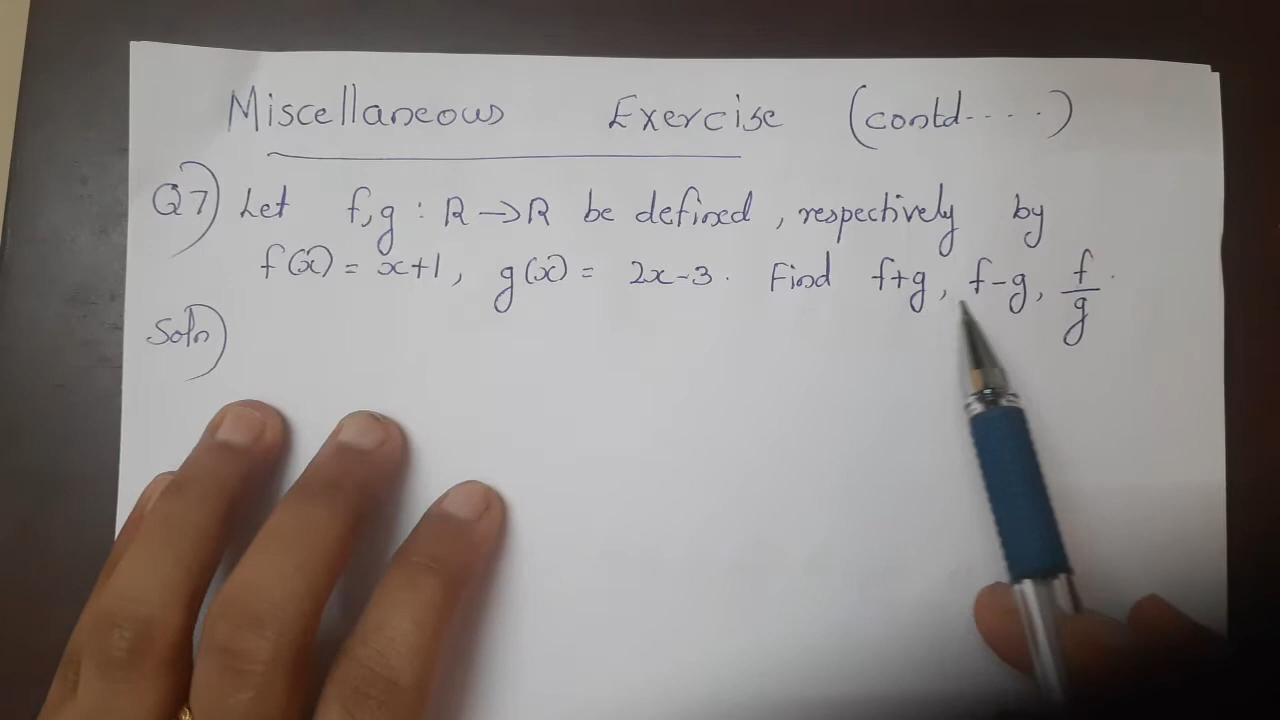 Miscellaneous Exercise (contd.....)
Q7) Let f,g : R→R be defined, respectively by
f(x) = x+1, g(x) = 2x-3. Find f+g, f-g, f/g.
Soln)